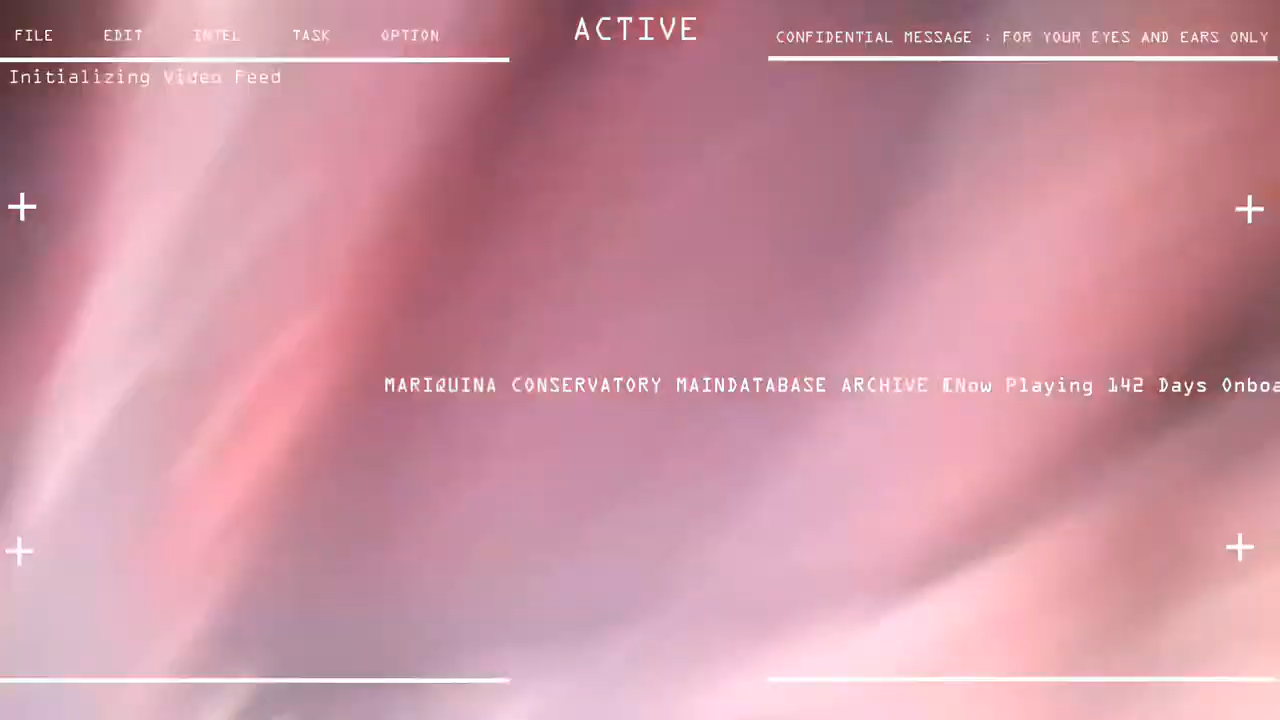 FILE EDIT INTEL TASK OPTION
ACTIVE
CONFIDENTIAL MESSAGE : FOR YOUR EYES AND EARS ONLY
Initializing Video Feed
MARIQUINA CONSERVATORY MAINDATABASE ARCHIVE [Now Playing 142 Days Onboa